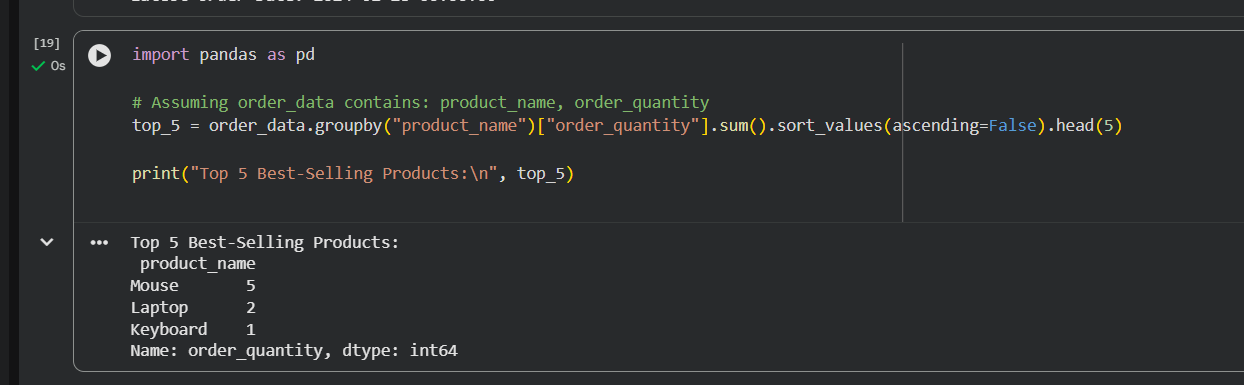 [19]
0s
import pandas as pd
# Assuming order_data contains: product_name, order_quantity
top_5 = order_data.groupby("product_name")["order_quantity"].sum().sort_values(ascending=False).head(5)
print("Top 5 Best-Selling Products:\n", top_5)
Top 5 Best-Selling Products:
 product_name
Mouse       5
Laptop      2
Keyboard    1
Name: order_quantity, dtype: int64